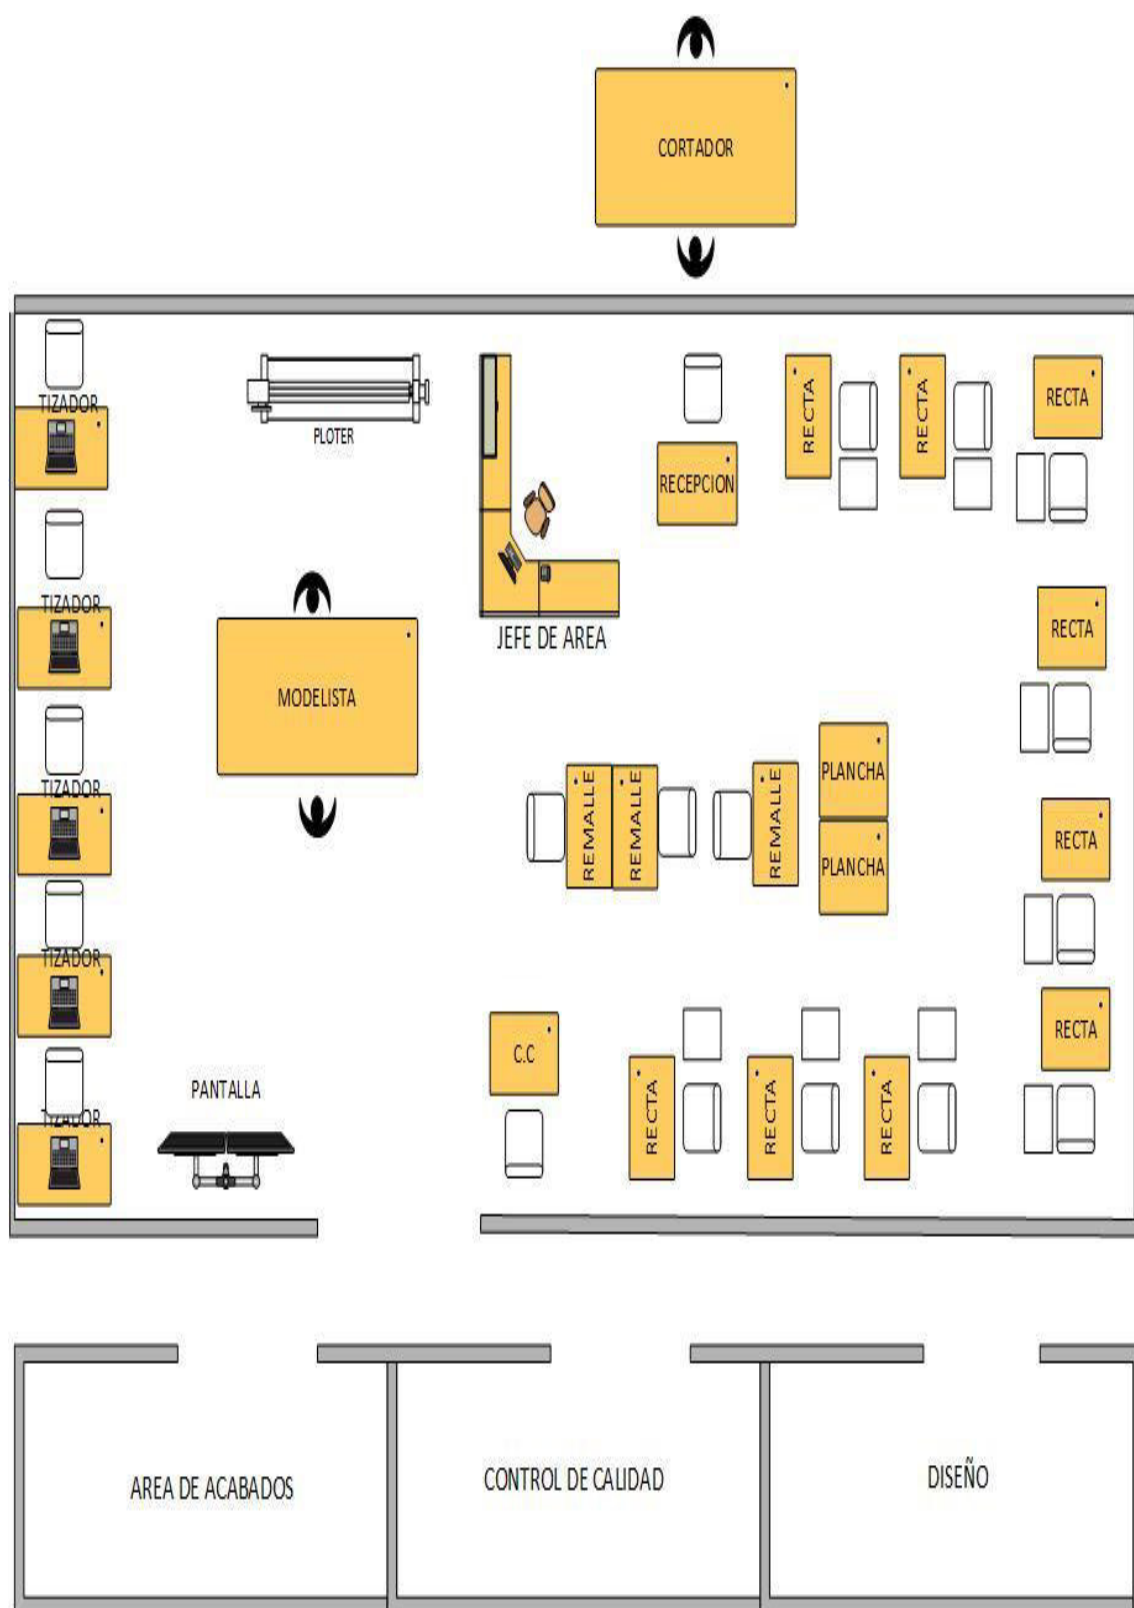 CORTADOR
TIZADOR
PLOTER
RECEPCION
RECTA
RECTA
RECTA
TIZADOR
JEFE DE AREA
RECTA
MODELISTA
TIZADOR
REMALLE
REMALLE
REMALLE
PLANCHA
PLANCHA
RECTA
TIZADOR
C.C
RECTA
PANTALLA
TIZADOR
RECTA
RECTA
RECTA
AREA DE ACABADOS
CONTROL DE CALIDAD
DISEÑO